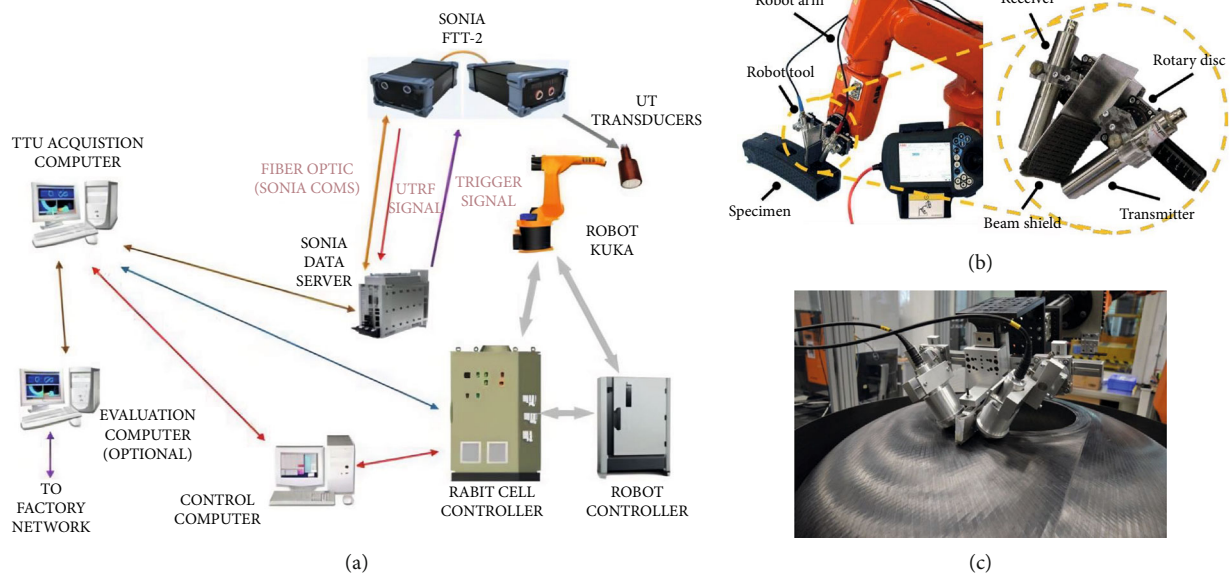 SONIA
FTT-2
UT
TRANSDUCERS
TTU ACQUISTION
COMPUTER
FIBER OPTIC
(SONIA COMS)
UTRF
SIGNAL
TRIGGER
SIGNAL
SONIA
DATA
SERVER
ROBOT
KUKA
EVALUATION
COMPUTER
(OPTIONAL)
TO
FACTORY
NETWORK
CONTROL
COMPUTER
RABIT CELL
CONTROLLER
ROBOT
CONTROLLER
(a)
Robot arm
Receiver
Robot tool
Rotary disc
ABB
Specimen
Beam shield
Transmitter
(b)
(c)